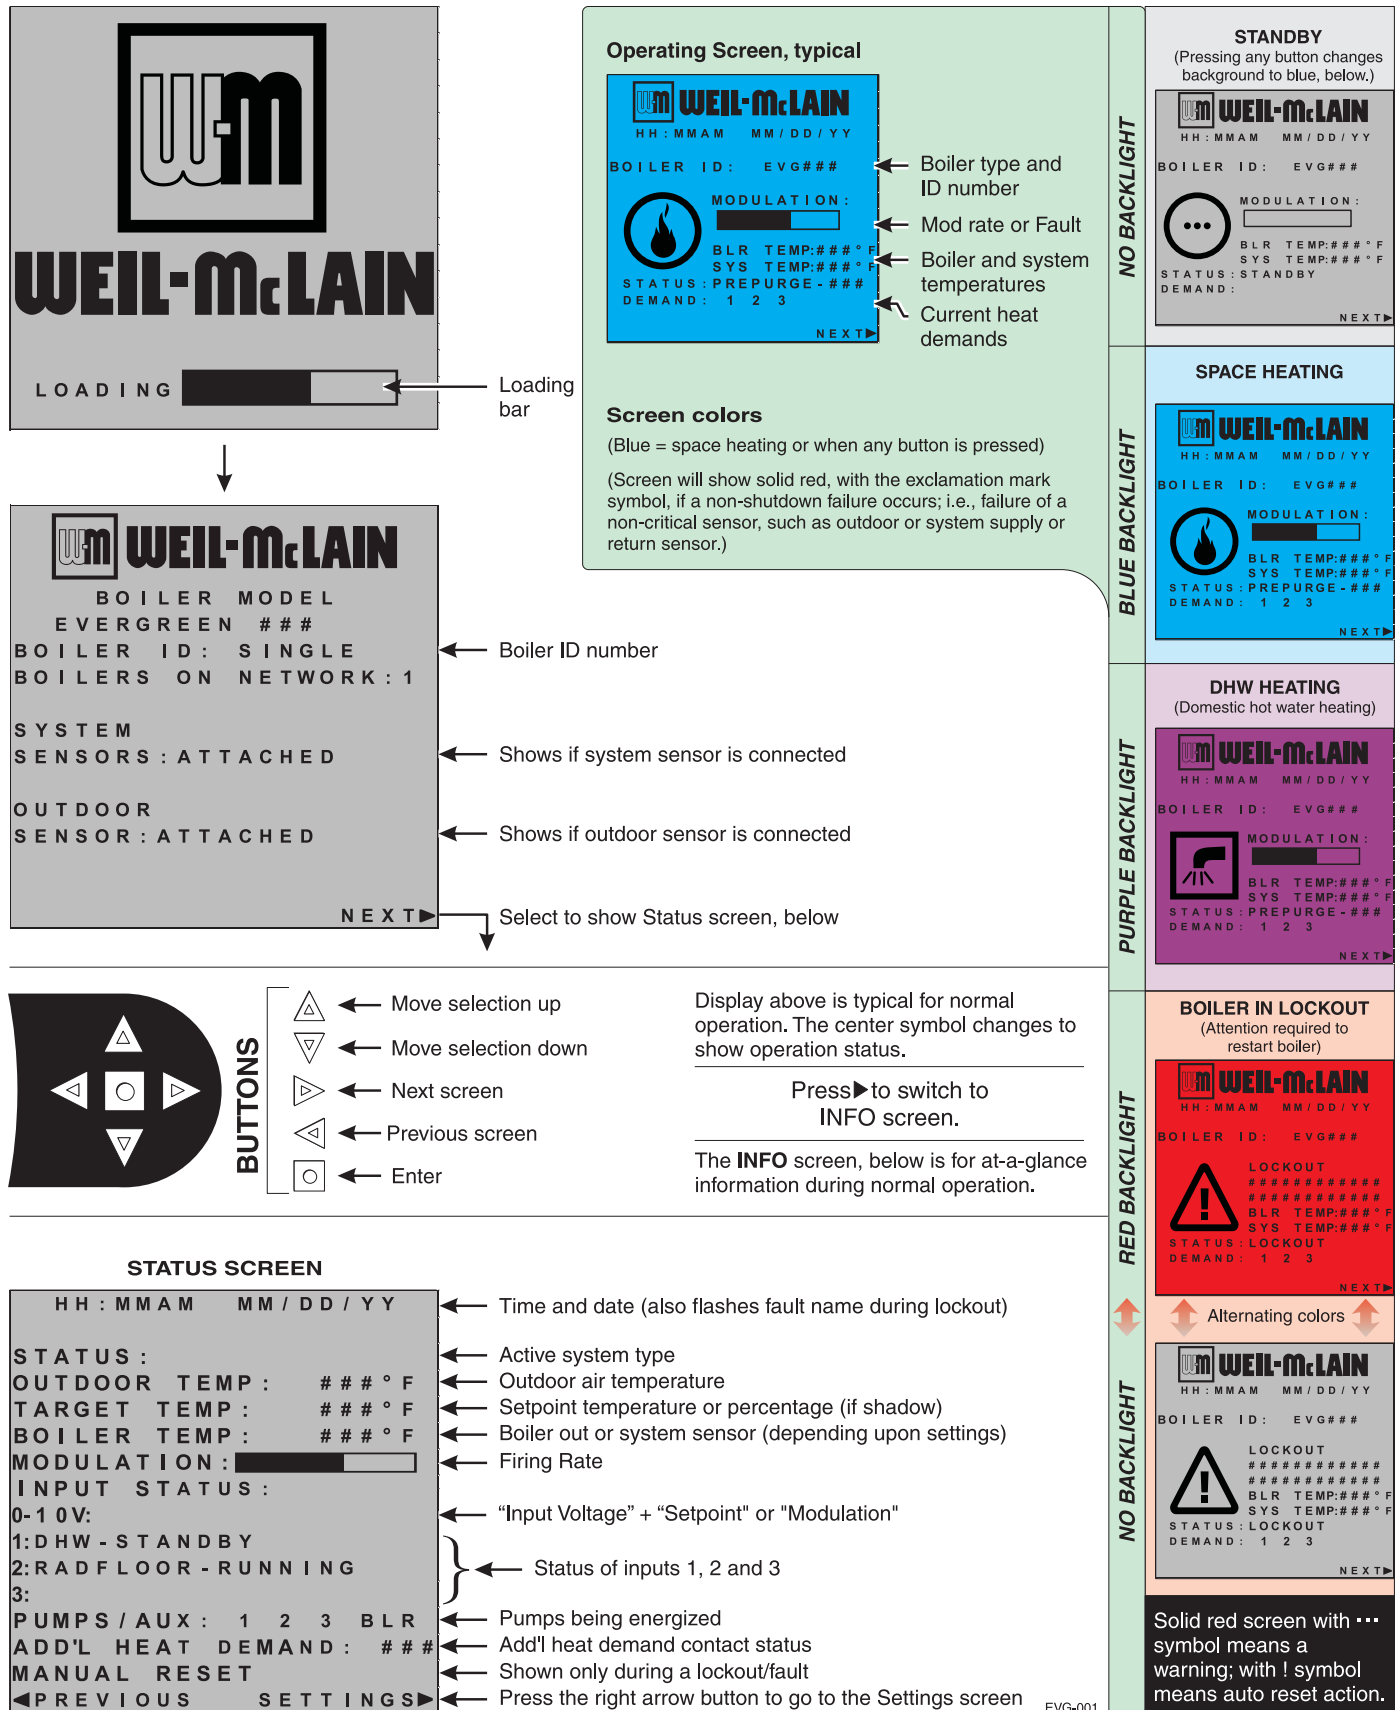 WM
WEIL-McLAIN
LOADING
Loading
bar
WM WEIL-McLAIN
BOILER MODEL
EVERGREEN ###
BOILER ID: SINGLE
BOILERS ON NETWORK:1
SYSTEM
SENSORS:ATTACHED
OUTDOOR
SENSOR:ATTACHED
NEXT▶
Boiler ID number
Shows if system sensor is connected
Shows if outdoor sensor is connected
Select to show Status screen, below
Operating Screen, typical
WM WEIL-McLAIN
HH:MMAM MM/DD/YY
BOILER ID: EVG###
MODULATION:
BLR TEMP:###°F
SYS TEMP:###°F
STATUS:PREPURGE-###
DEMAND: 1 2 3
NEXT▶
Boiler type and
ID number
Mod rate or Fault
Boiler and system
temperatures
Current heat
demands
Screen colors
(Blue = space heating or when any button is pressed)
(Screen will show solid red, with the exclamation mark
symbol, if a non-shutdown failure occurs; i.e., failure of a
non-critical sensor, such as outdoor or system supply or
return sensor.)
BUTTONS
Move selection up
Move selection down
Next screen
Previous screen
Enter
Display above is typical for normal
operation. The center symbol changes to
show operation status.
Press▶to switch to
INFO screen.
The INFO screen, below is for at-a-glance
information during normal operation.
STATUS SCREEN
HH:MMAM MM/DD/YY
STATUS:
OUTDOOR TEMP: ###°F
TARGET TEMP: ###°F
BOILER TEMP: ###°F
MODULATION:
INPUT STATUS:
0-10V:
1:DHW-STANDBY
2:RADFLOOR-RUNNING
3:
PUMPS/AUX: 1 2 3 BLR
ADD'L HEAT DEMAND: ###
MANUAL RESET
◀PREVIOUS SETTINGS▶
Time and date (also flashes fault name during lockout)
Active system type
Outdoor air temperature
Setpoint temperature or percentage (if shadow)
Boiler out or system sensor (depending upon settings)
Firing Rate
“Input Voltage” + “Setpoint" or "Modulation"
Status of inputs 1, 2 and 3
Pumps being energized
Add'l heat demand contact status
Shown only during a lockout/fault
Press the right arrow button to go to the Settings screen
EVG-001
NO BACKLIGHT
STANDBY
(Pressing any button changes
background to blue, below.)
WM WEIL-McLAIN
HH:MMAM MM/DD/YY
BOILER ID: EVG###
MODULATION:
BLR TEMP:###°F
SYS TEMP:###°F
STATUS:STANDBY
DEMAND:
NEXT▶
BLUE BACKLIGHT
SPACE HEATING
WM WEIL-McLAIN
HH:MMAM MM/DD/YY
BOILER ID: EVG###
MODULATION:
BLR TEMP:###°F
SYS TEMP:###°F
STATUS:PREPURGE-###
DEMAND: 1 2 3
NEXT▶
PURPLE BACKLIGHT
DHW HEATING
(Domestic hot water heating)
WM WEIL-McLAIN
HH:MMAM MM/DD/YY
BOILER ID: EVG###
MODULATION:
BLR TEMP:###°F
SYS TEMP:###°F
STATUS:PREPURGE-###
DEMAND: 1 2 3
NEXT▶
RED BACKLIGHT
BOILER IN LOCKOUT
(Attention required to
restart boiler)
WM WEIL-McLAIN
HH:MMAM MM/DD/YY
BOILER ID: EVG###
LOCKOUT
############
############
BLR TEMP:###°F
SYS TEMP:###°F
STATUS:LOCKOUT
DEMAND: 1 2 3
NEXT▶
Alternating colors
NO BACKLIGHT
WM WEIL-McLAIN
HH:MMAM MM/DD/YY
BOILER ID: EVG###
LOCKOUT
############
############
BLR TEMP:###°F
SYS TEMP:###°F
STATUS:LOCKOUT
DEMAND: 1 2 3
NEXT▶
Solid red screen with •••
symbol means a
warning; with ! symbol
means auto reset action.